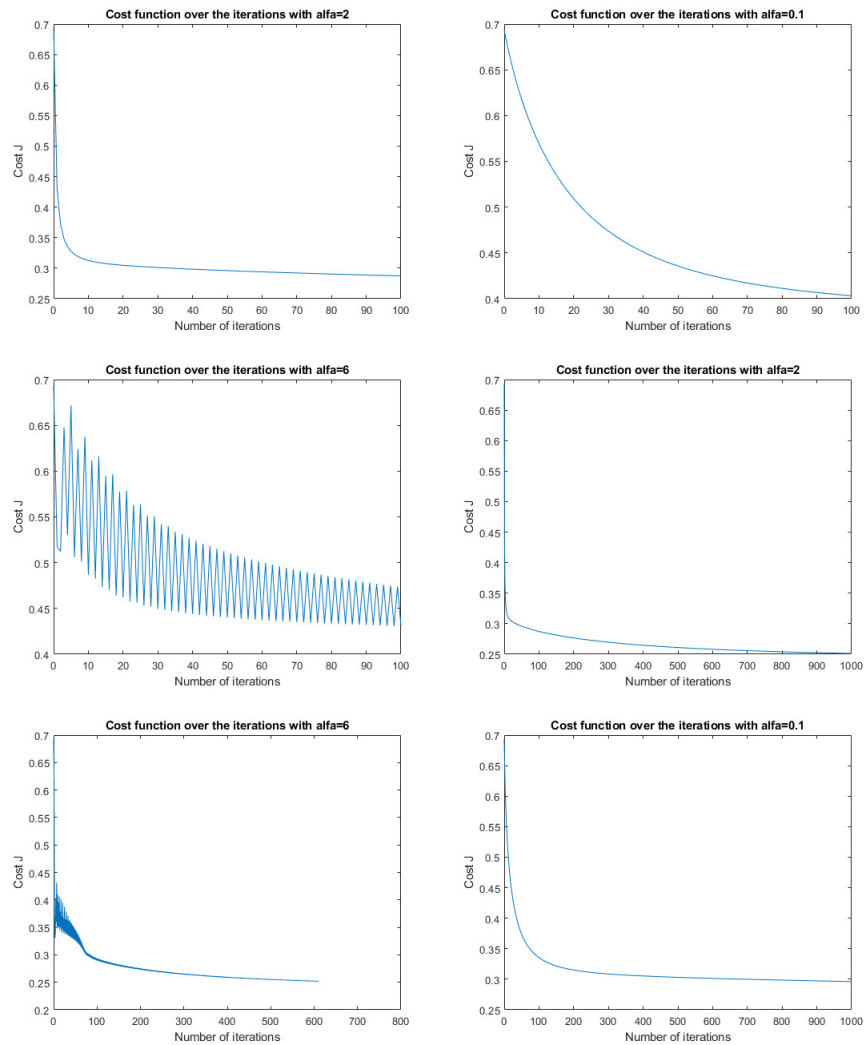 Cost function over the iterations with alfa=2
0.7
0.65
0.6
0.55
0.5
0.45
0.4
0.35
0.3
0.25
Cost J
0 10 20 30 40 50 60 70 80 90 100
Number of iterations
Cost function over the iterations with alfa=0.1
0.7
0.65
0.6
0.55
0.5
0.45
0.4
Cost J
0 10 20 30 40 50 60 70 80 90 100
Number of iterations
Cost function over the iterations with alfa=6
0.7
0.65
0.6
0.55
0.5
0.45
0.4
Cost J
0 10 20 30 40 50 60 70 80 90 100
Number of iterations
Cost function over the iterations with alfa=2
0.7
0.65
0.6
0.55
0.5
0.45
0.4
0.35
0.3
0.25
Cost J
0 100 200 300 400 500 600 700 800 900 1000
Number of iterations
Cost function over the iterations with alfa=6
0.7
0.65
0.6
0.55
0.5
0.45
0.4
0.35
0.3
0.25
0.2
Cost J
0 100 200 300 400 500 600 700 800
Number of iterations
Cost function over the iterations with alfa=0.1
0.7
0.65
0.6
0.55
0.5
0.45
0.4
0.35
0.3
0.25
Cost J
0 100 200 300 400 500 600 700 800 900 1000
Number of iterations